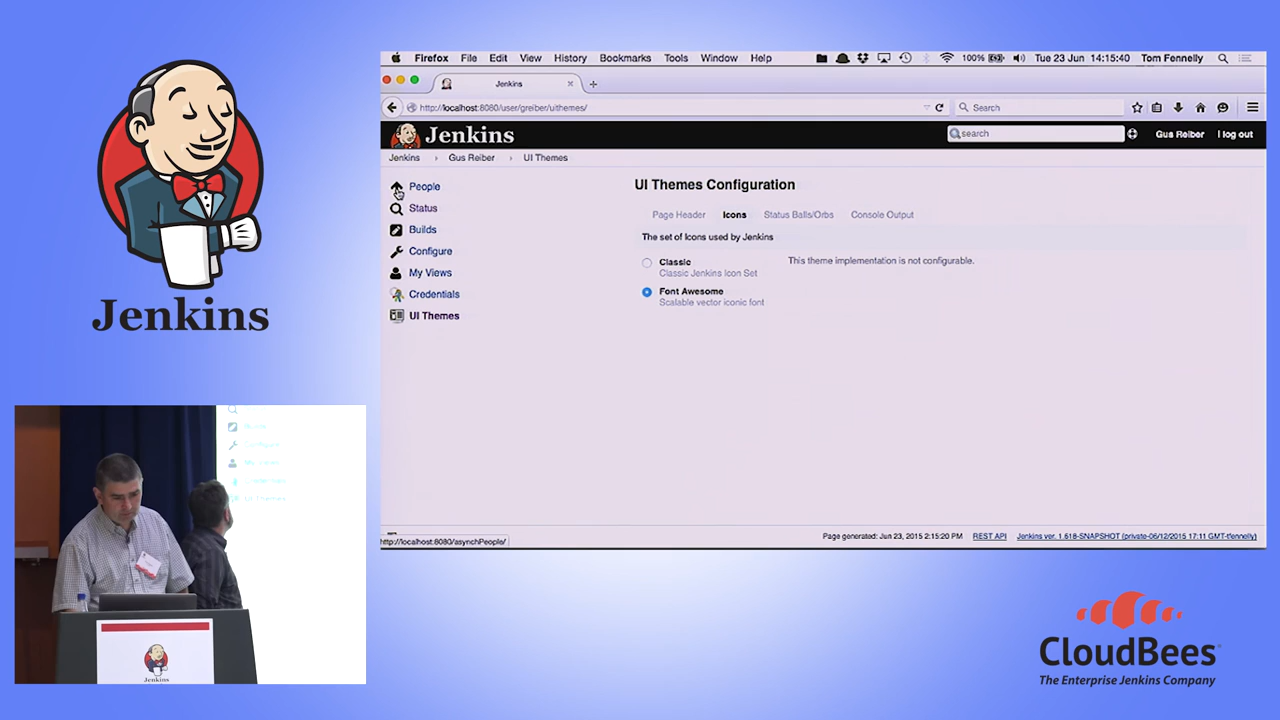 Jenkins
Firefox File Edit View History Bookmarks Tools Window Help 100% Tue 23 Jun 14:15:40 Tom Fennelly
Jenkins
http://localhost:8080/user/greiber/uithemes/
Search
Jenkins
search
Gus Reiber
log out
Jenkins Gus Reiber UI Themes
People
Status
Builds
Configure
My Views
Credentials
UI Themes
UI Themes Configuration
Page Header Icons Status Balls/Orbs Console Output
The set of Icons used by Jenkins
Classic
Classic Jenkins Icon Set
This theme implementation is not configurable.
Font Awesome
Scalable vector iconic font
http://localhost:8080/asynchPeople/
Page generated: Jun 23, 2015 2:15:20 PM REST API Jenkins ver. 1.618-SNAPSHOT (private-06/12/2015 17:11 GMT-tfennelly)
My Views
UI Themes
Jenkins
CloudBees
The Enterprise Jenkins Company